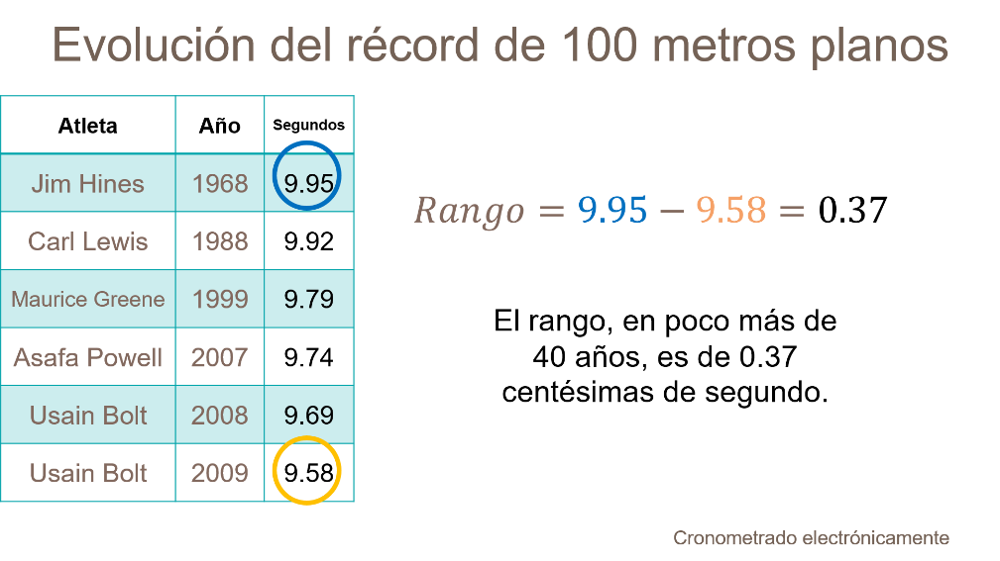 Evolución del récord de 100 metros planos
Atleta Año Segundos
Jim Hines 1968 9.95
Carl Lewis 1988 9.92
Maurice Greene 1999 9.79
Asafa Powell 2007 9.74
Usain Bolt 2008 9.69
Usain Bolt 2009 9.58
Rango = 9.95 − 9.58 = 0.37
El rango, en poco más de
40 años, es de 0.37
centésimas de segundo.
Cronometrado electrónicamente